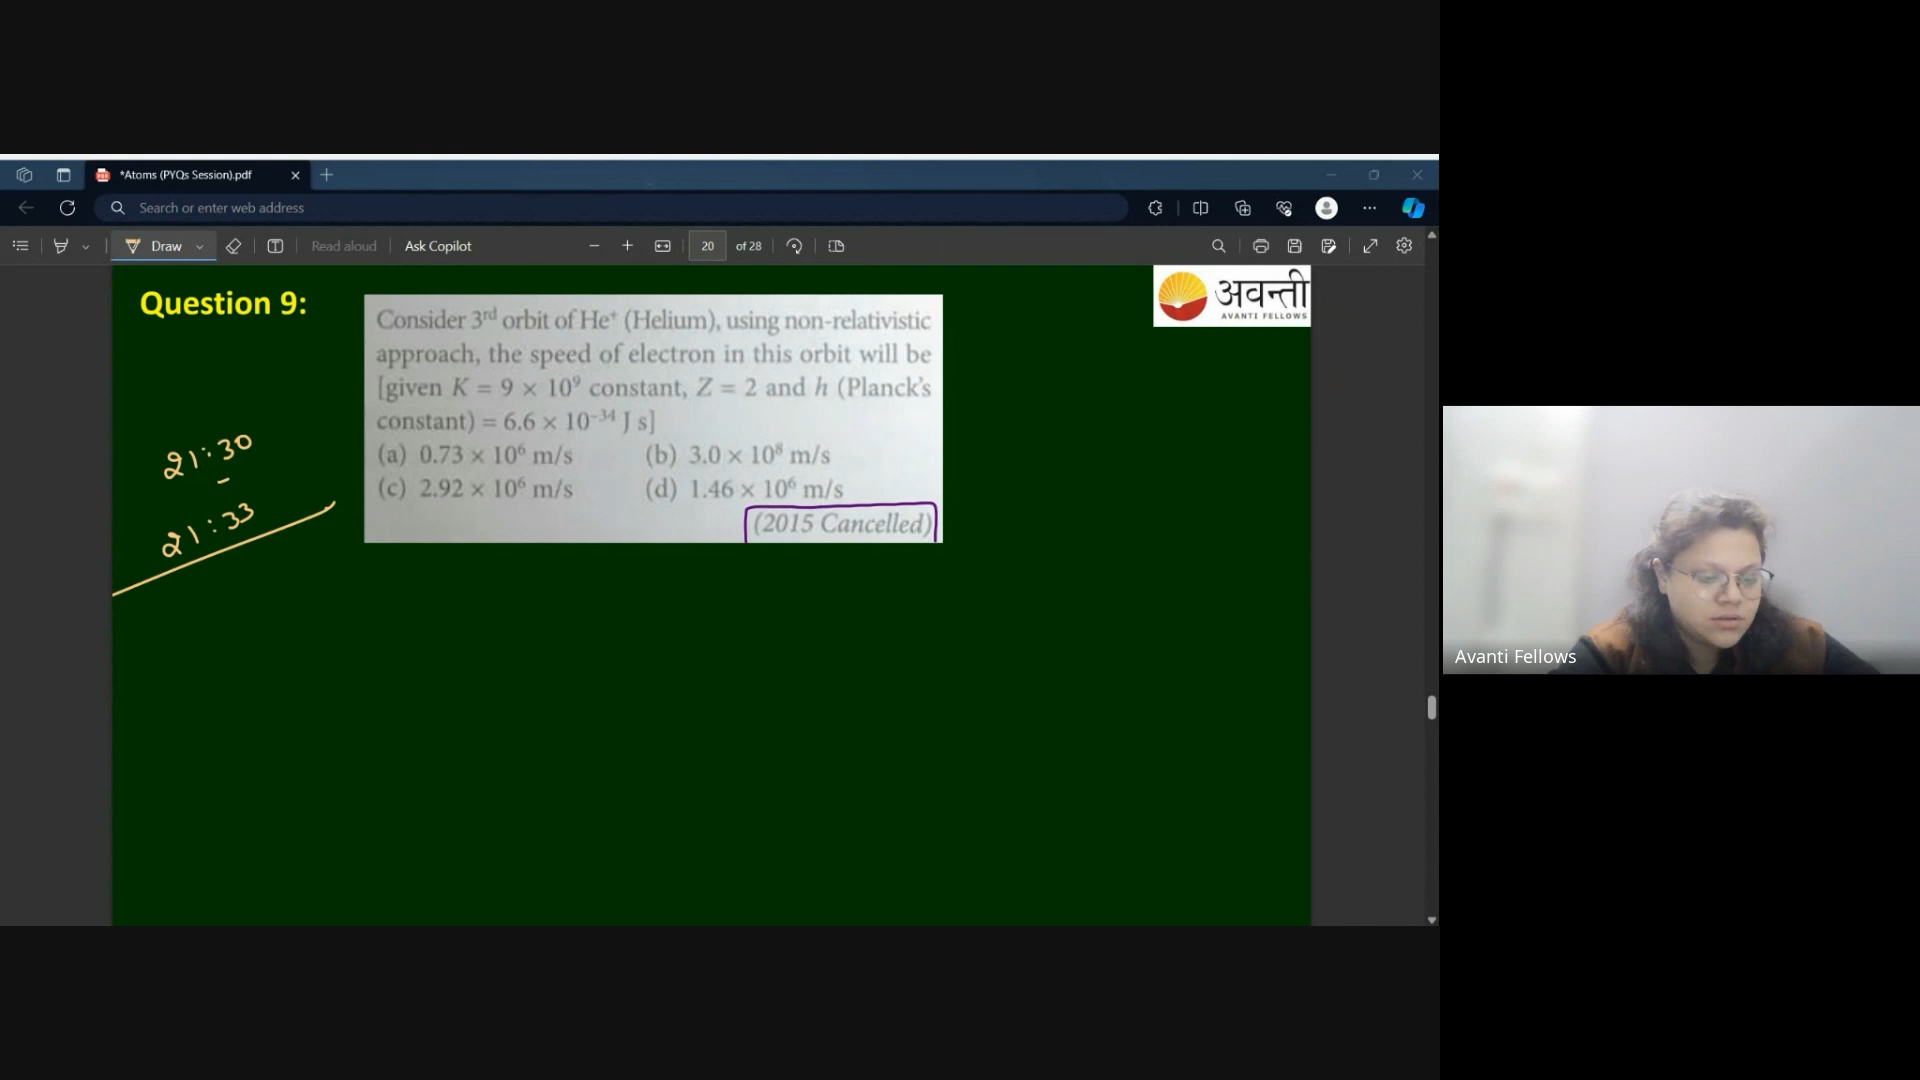 *Atoms (PYQs Session).pdf
Search or enter web address
Draw
Read aloud
Ask Copilot
20
of 28
Question 9:
अवन्ती
AVANTI FELLOWS
Consider 3rd orbit of He+ (Helium), using non-relativistic
approach, the speed of electron in this orbit will be
[given K = 9 × 10⁹ constant, Z = 2 and h (Planck's
constant) = 6.6 × 10⁻³⁴ J s]
(a) 0.73 × 10⁶ m/s (b) 3.0 × 10⁸ m/s
(c) 2.92 × 10⁶ m/s (d) 1.46 × 10⁶ m/s
(2015 Cancelled)
21:30
-
21:33
Avanti Fellows